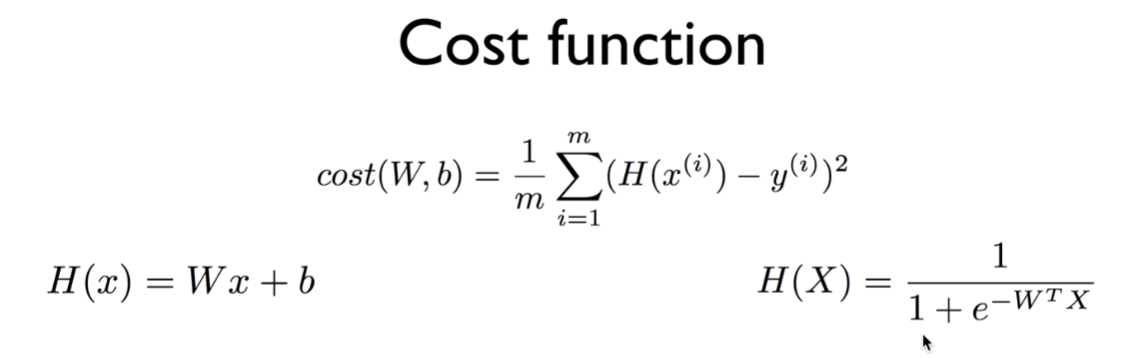 Cost function
cost(W, b) = \frac{1}{m} \sum_{i=1}^{m} (H(x^{(i)}) - y^{(i)})^2
H(x) = Wx + b
H(X) = \frac{1}{1 + e^{-W^T X}}